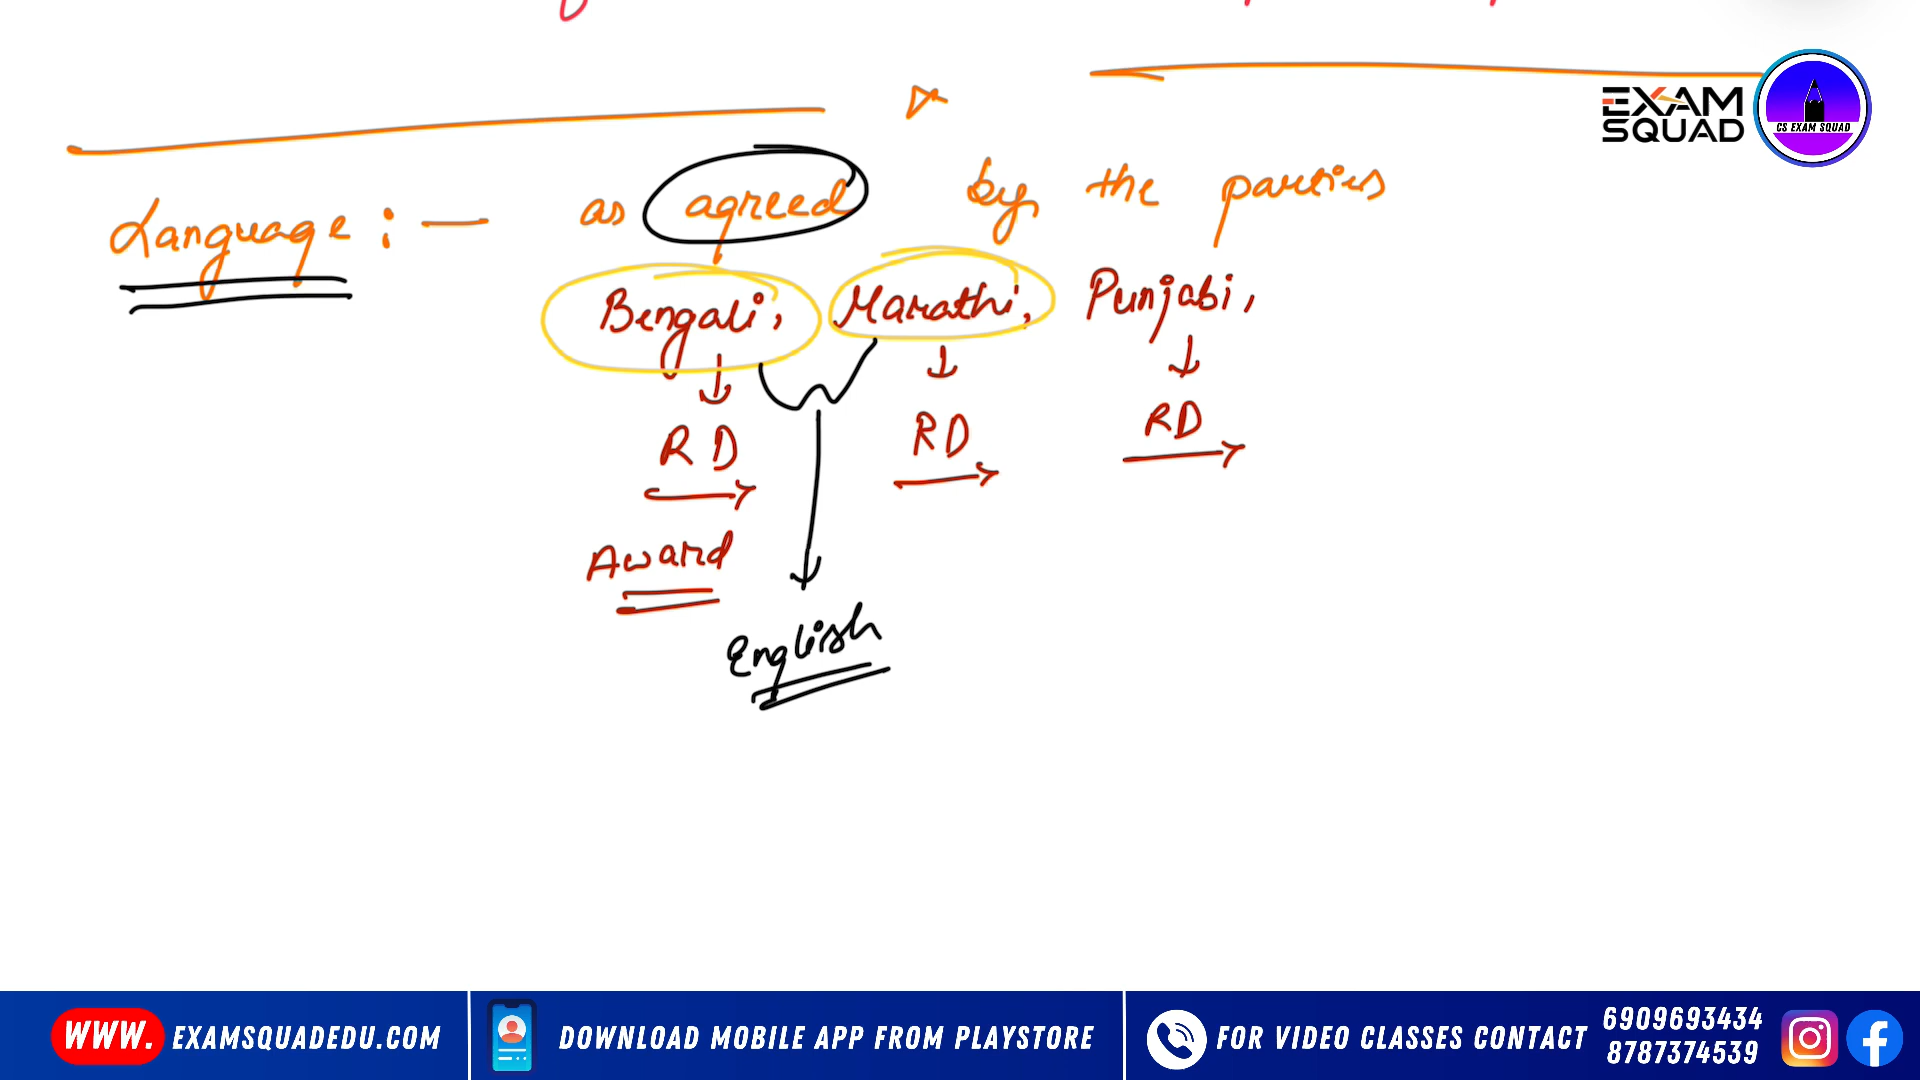 EXAM
SQUAD
CS EXAM SQUAD
Language :— as agreed by the parties
Bengali, Marathi, Punjabi,
RD RD RD
Award
English
WWW. EXAMSQUADEDU.COM
DOWNLOAD MOBILE APP FROM PLAYSTORE
FOR VIDEO CLASSES CONTACT
6909693434
8787374539